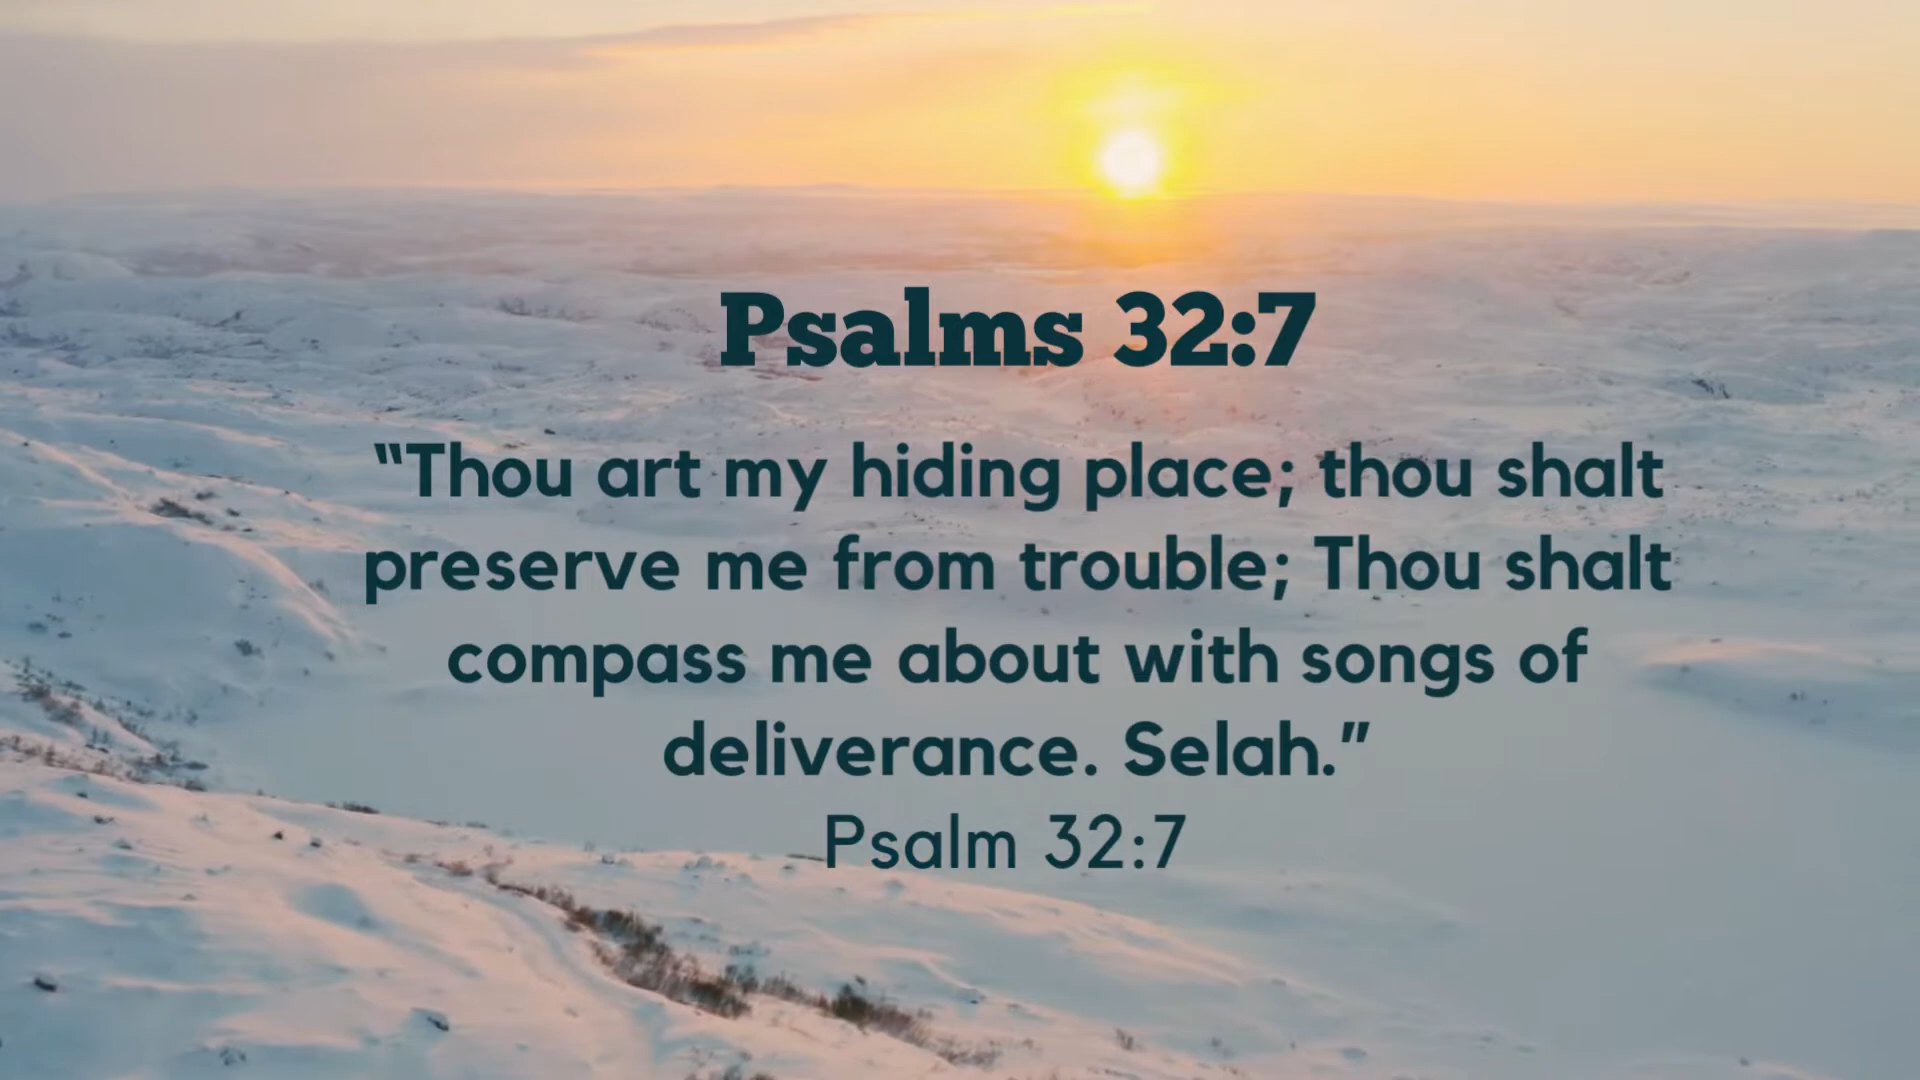 Psalms 32:7
"Thou art my hiding place; thou shalt
preserve me from trouble; Thou shalt
compass me about with songs of
deliverance. Selah."
Psalm 32:7